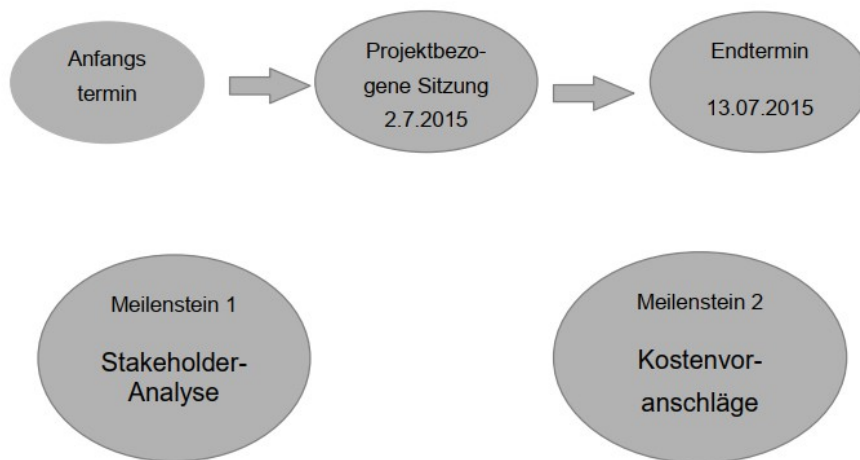 Anfangs
termin
Projektbezo-
gene Sitzung
2.7.2015
Endtermin
13.07.2015
Meilenstein 1
Stakeholder-
Analyse
Meilenstein 2
Kostenvor-
anschläge